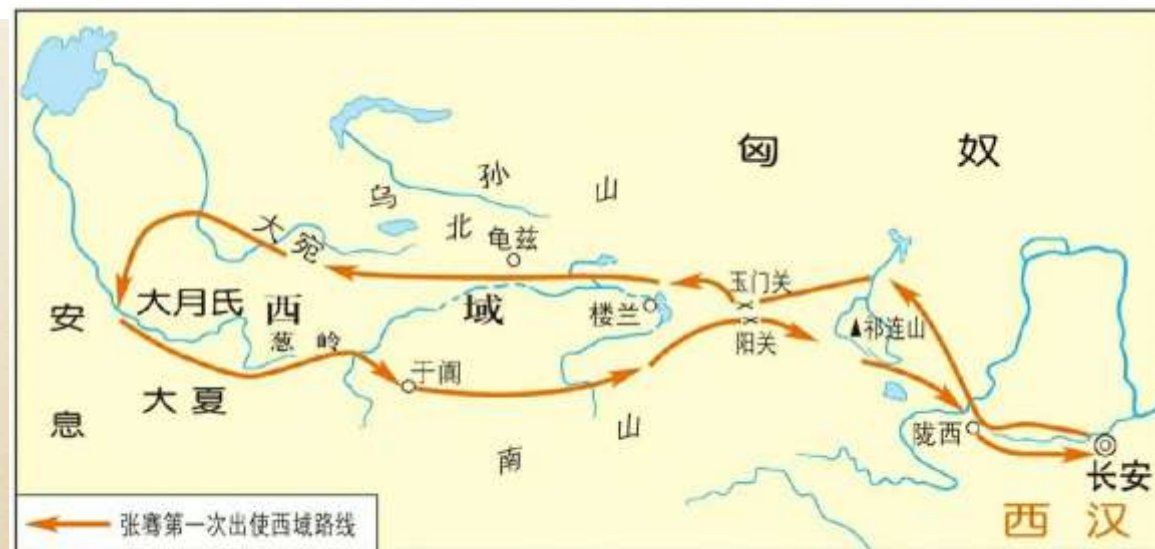 匈 奴
乌 孙
北 山
大宛
龟兹
玉门关
大月氏
西 域
楼兰
祁连山
葱 岭
阳关
安 息
于阗
大夏
陇西
南 山
长安
西 汉
张骞第一次出使西域路线